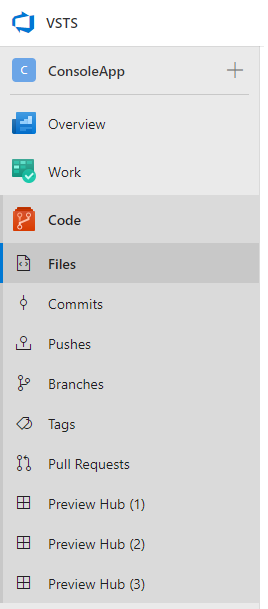 VSTS
C ConsoleApp
Overview
Work
Code
Files
Commits
Pushes
Branches
Tags
Pull Requests
Preview Hub (1)
Preview Hub (2)
Preview Hub (3)